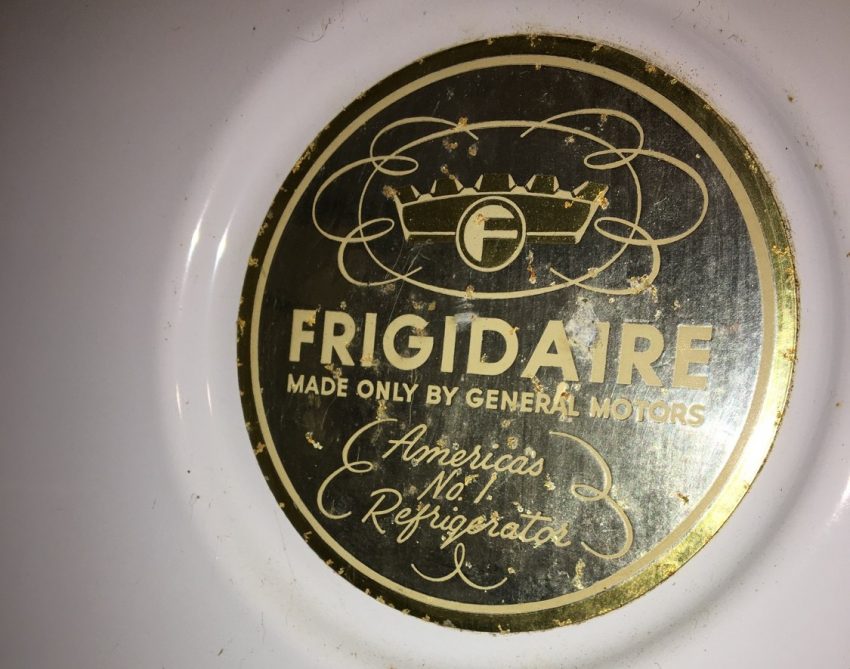 F
FRIGIDAIRE
MADE ONLY BY GENERAL MOTORS
America's
No. 1.
Refrigerator